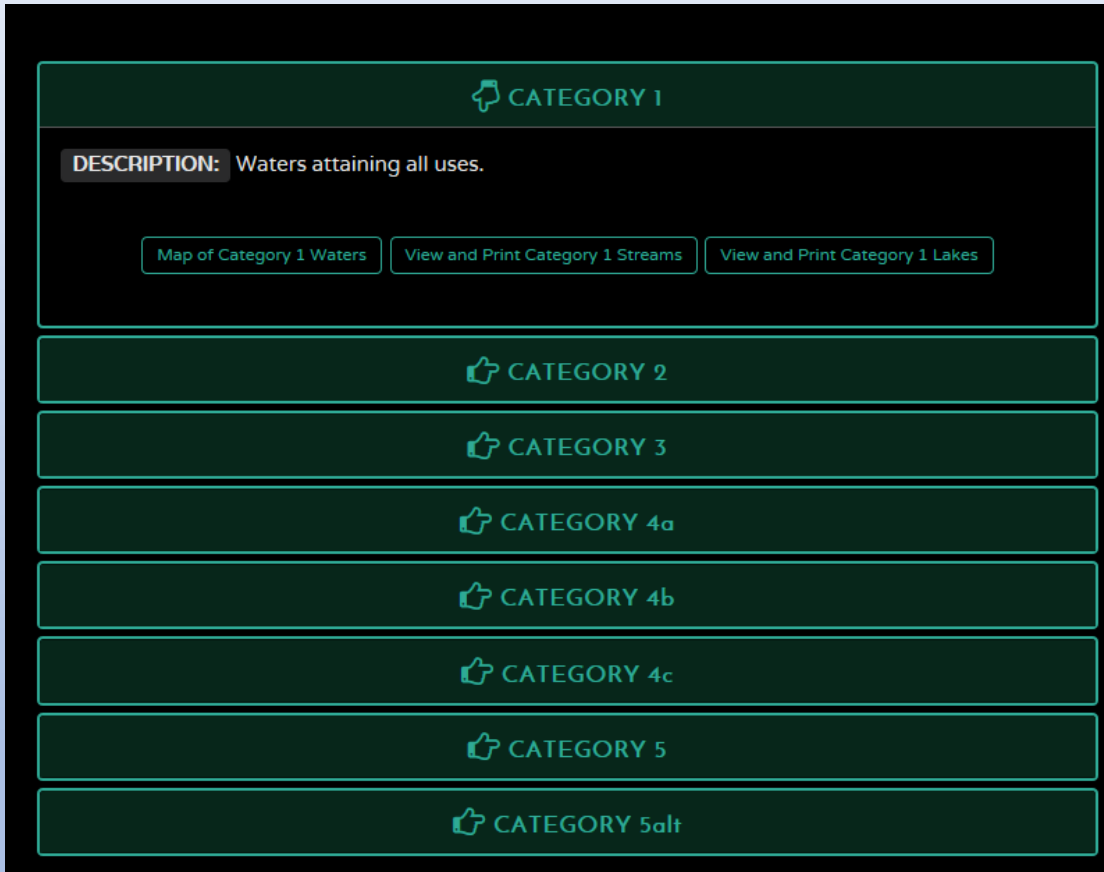 CATEGORY 1
DESCRIPTION: Waters attaining all uses.
Map of Category 1 Waters View and Print Category 1 Streams View and Print Category 1 Lakes
CATEGORY 2
CATEGORY 3
CATEGORY 4a
CATEGORY 4b
CATEGORY 4c
CATEGORY 5
CATEGORY 5alt